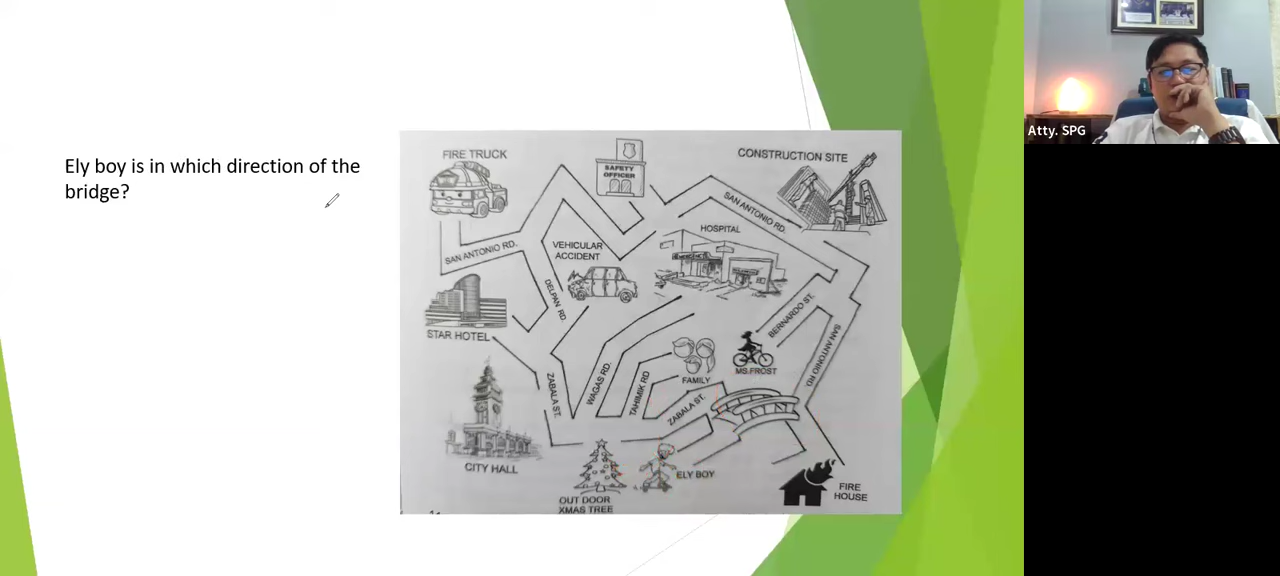 Ely boy is in which direction of the
bridge?
FIRE TRUCK
SAFETY
OFFICER
CONSTRUCTION SITE
SAN ANTONIO RD.
HOSPITAL
SAN ANTONIO RD.
VEHICULAR
ACCIDENT
DELPAN RD.
STAR HOTEL
BERNARDO ST.
SAN ANTONIO RD.
MS.FROST
FAMILY
ZABALA ST.
WAGAS RD.
TAHIMIK RD
ZABALA ST.
CITY HALL
ELY BOY
OUT DOOR
XMAS TREE
FIRE
HOUSE
Atty. SPG